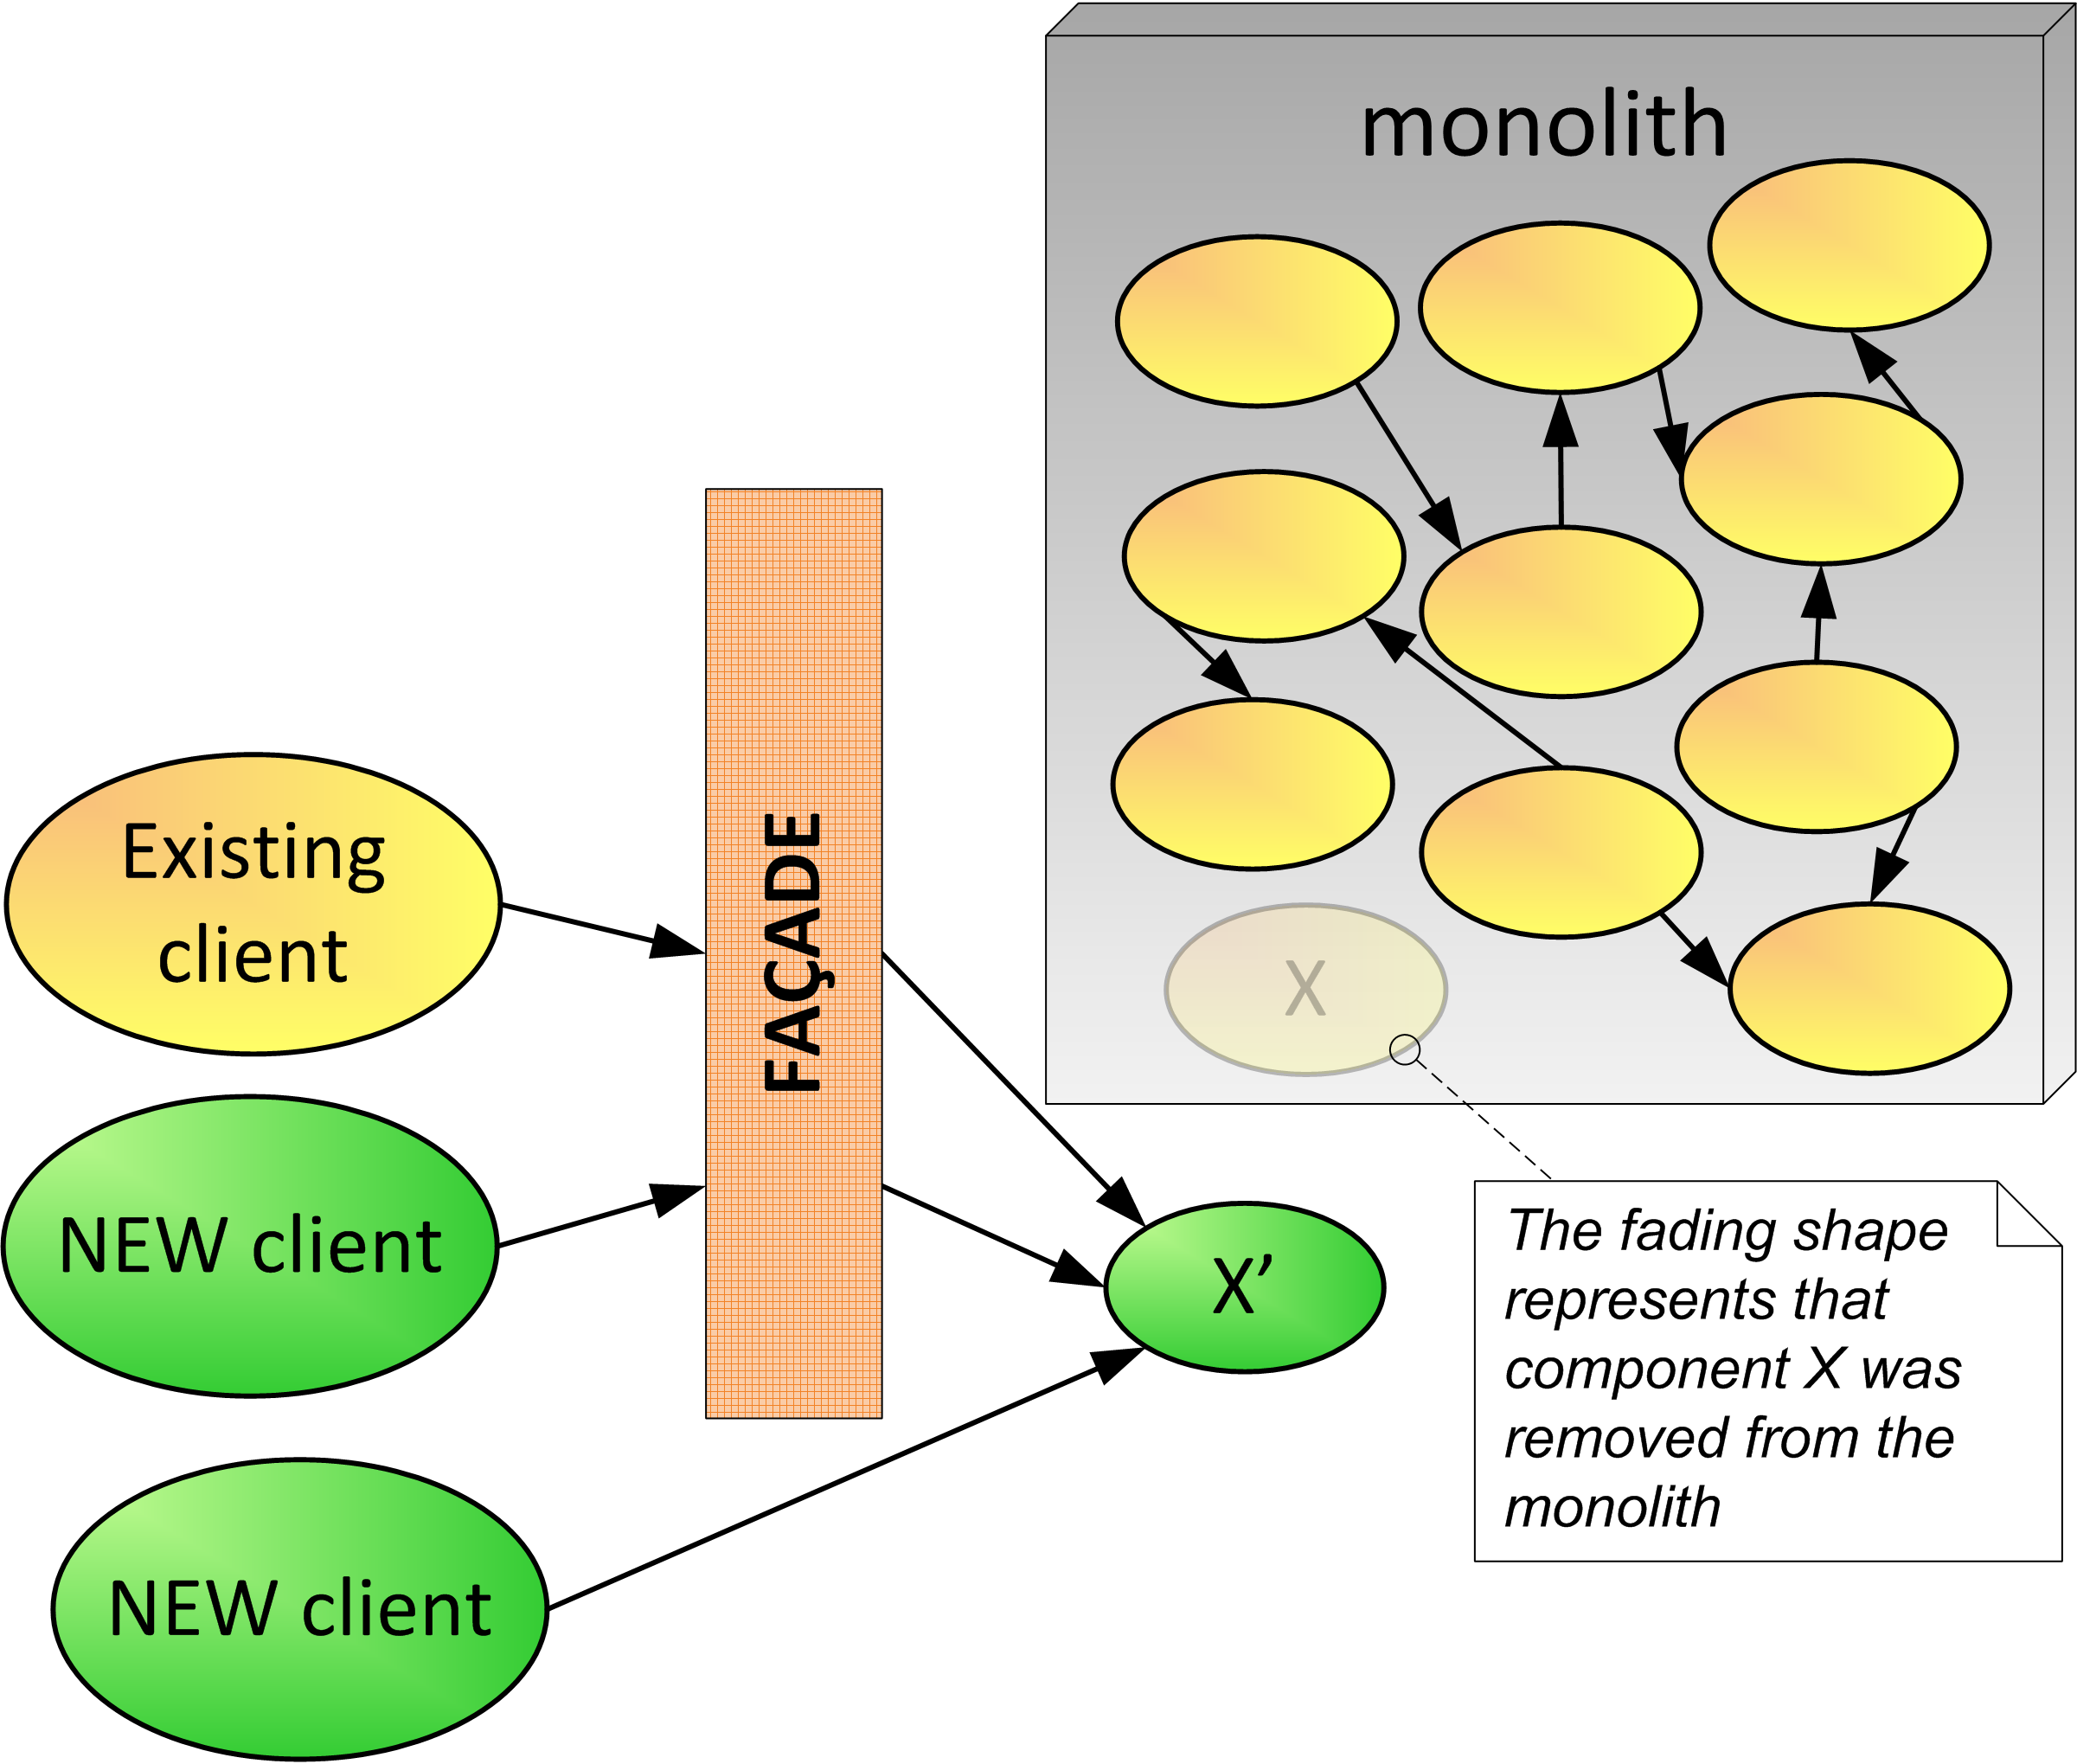 monolith
FAÇADE
Existing
client
X
NEW client
X’
The fading shape
represents that
component X was
removed from the
monolith
NEW client